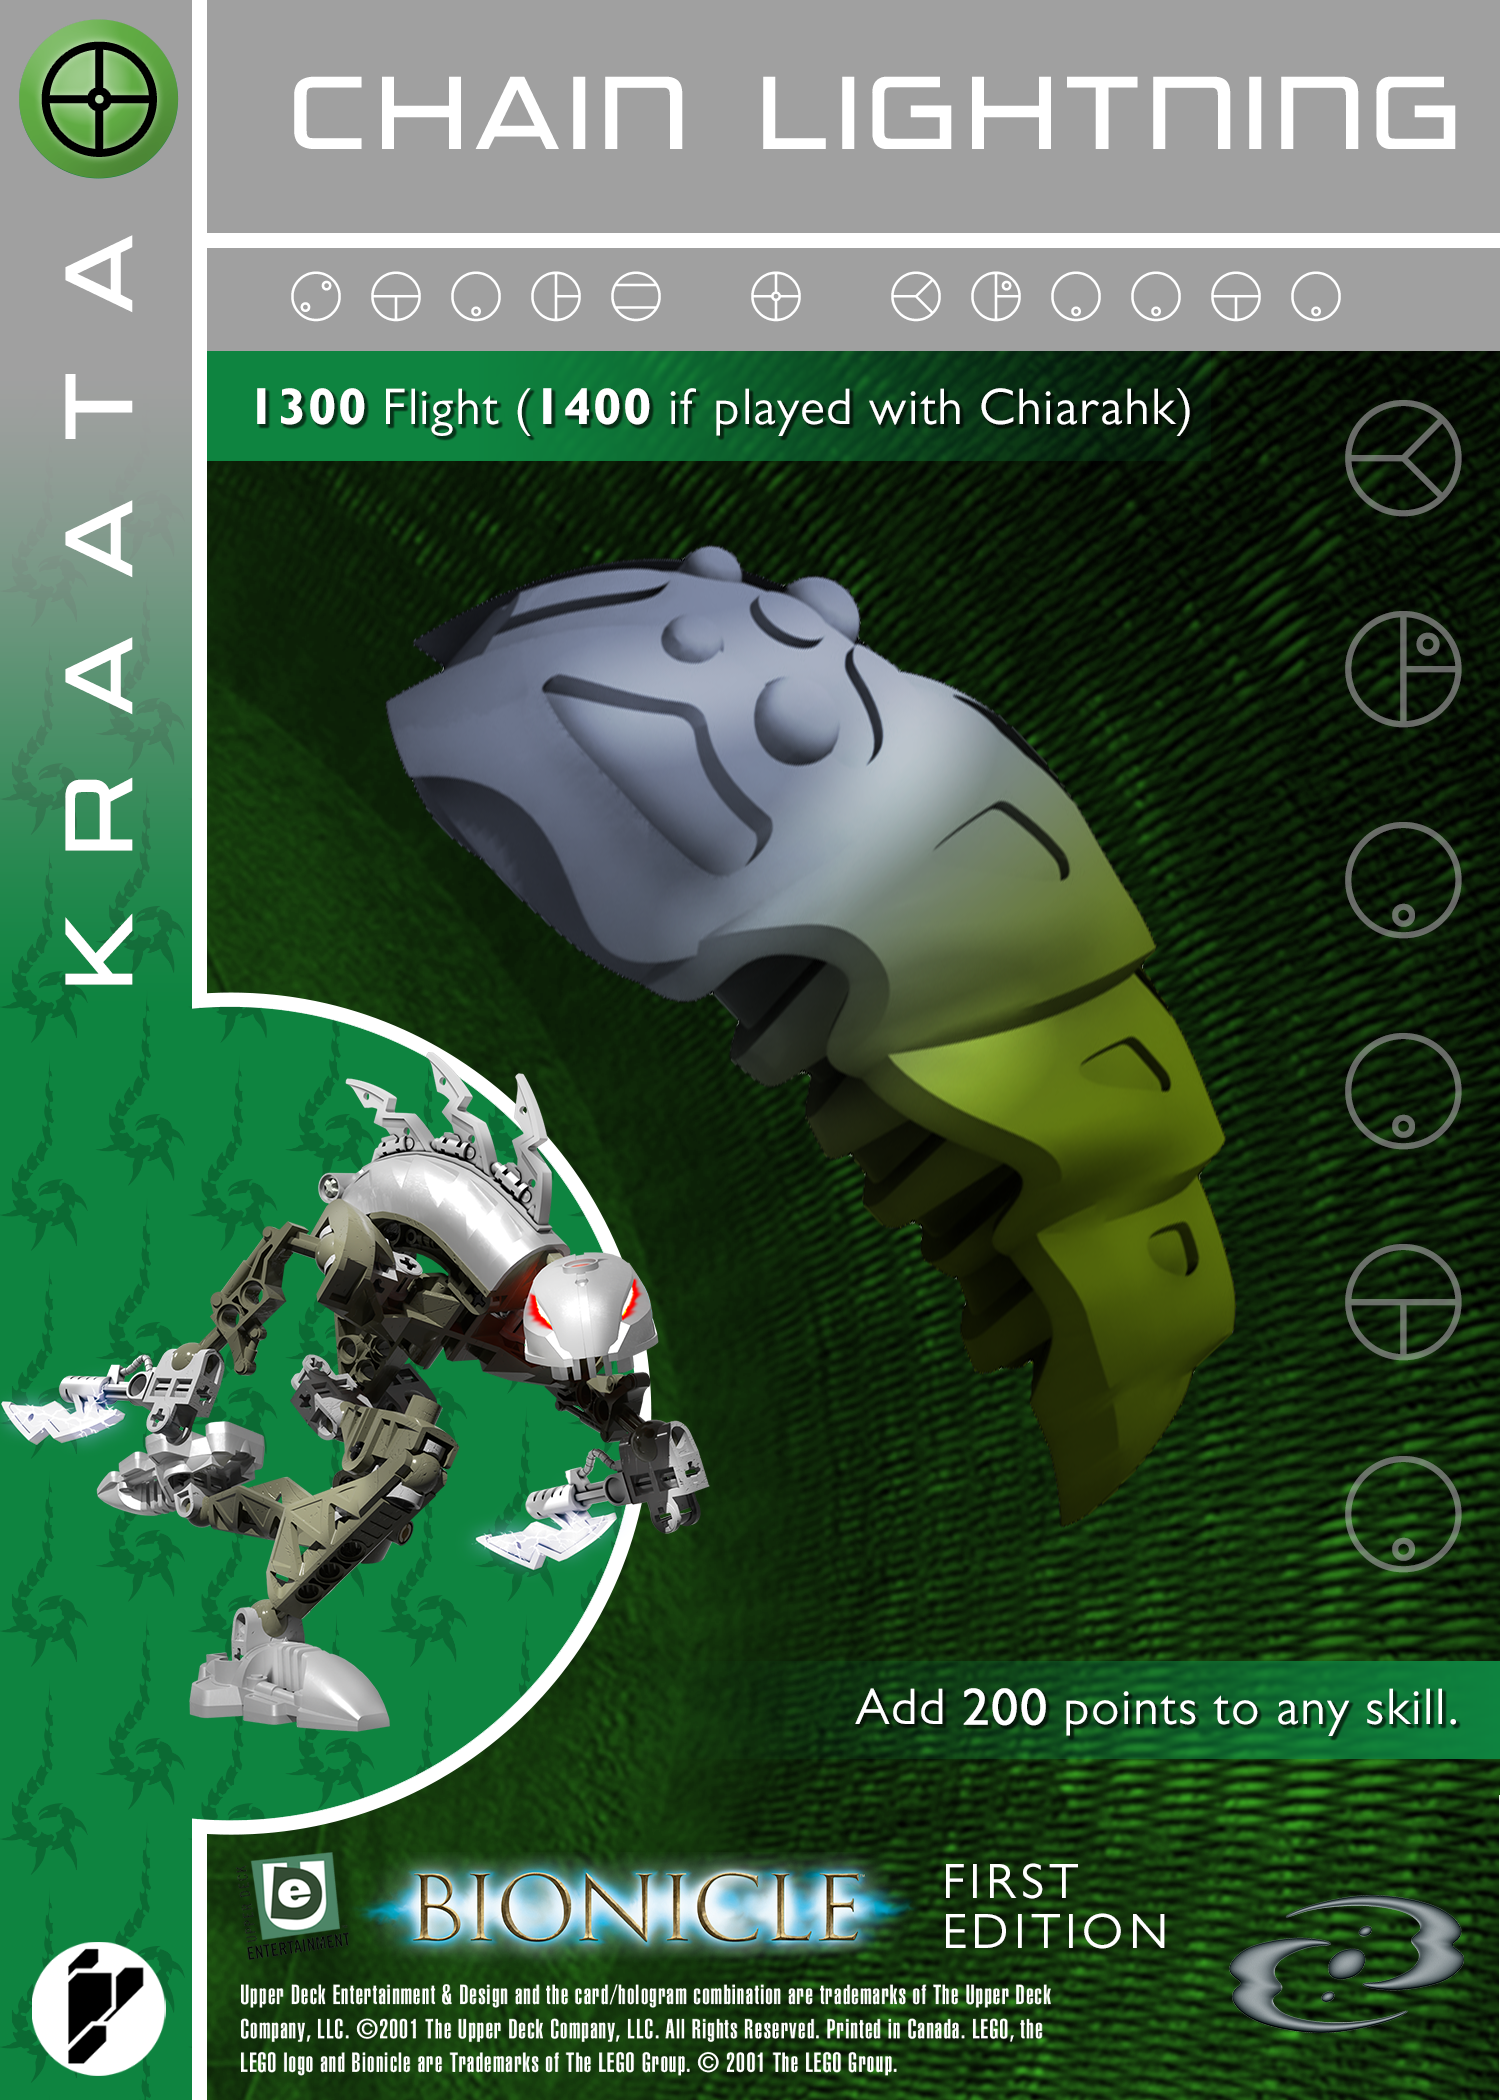 CHAIN LIGHTNING
KRAATA
1300 Flight (1400 if played with Chiarahk)
Add 200 points to any skill.
e
ENTERTAINMENT
BIONICLE
FIRST
EDITION
Upper Deck Entertainment & Design and the card/hologram combination are trademarks of The Upper Deck
Company, LLC. ©2001 The Upper Deck Company, LLC. All Rights Reserved. Printed in Canada. LEGO, the
LEGO logo and Bionicle are Trademarks of The LEGO Group. © 2001 The LEGO Group.